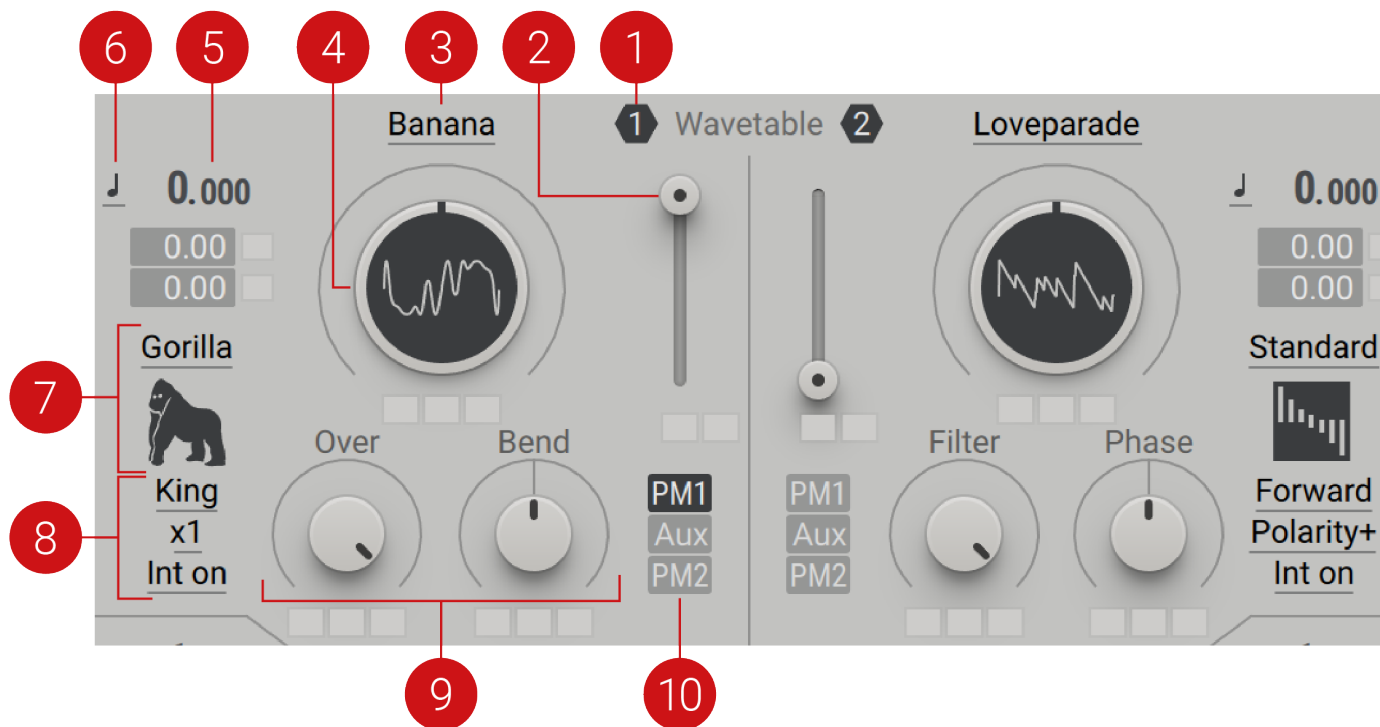 6 5 4 3 2 1
Banana 1 Wavetable 2 Loveparade
♩ 0.000 ♩ 0.000
0.00 0.00
0.00 0.00
7 Gorilla Standard
Over Bend Filter Phase
King PM1 PM1 Forward
8 x1 Aux Aux Polarity+
Int on PM2 PM2 Int on
9 10